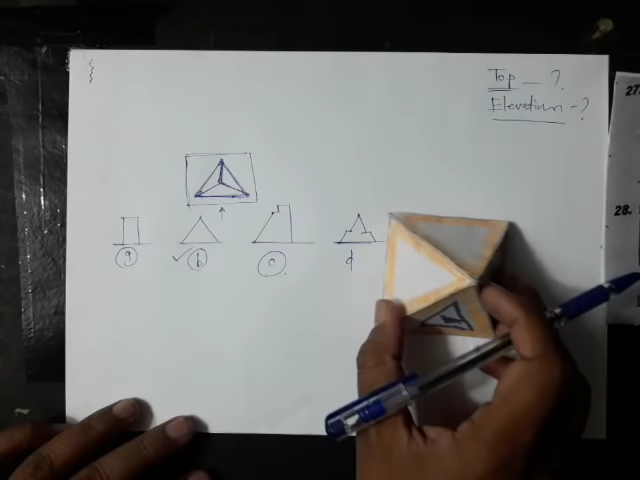 Top — ?
Elevation - ?
a
b
c
d
27.
28.